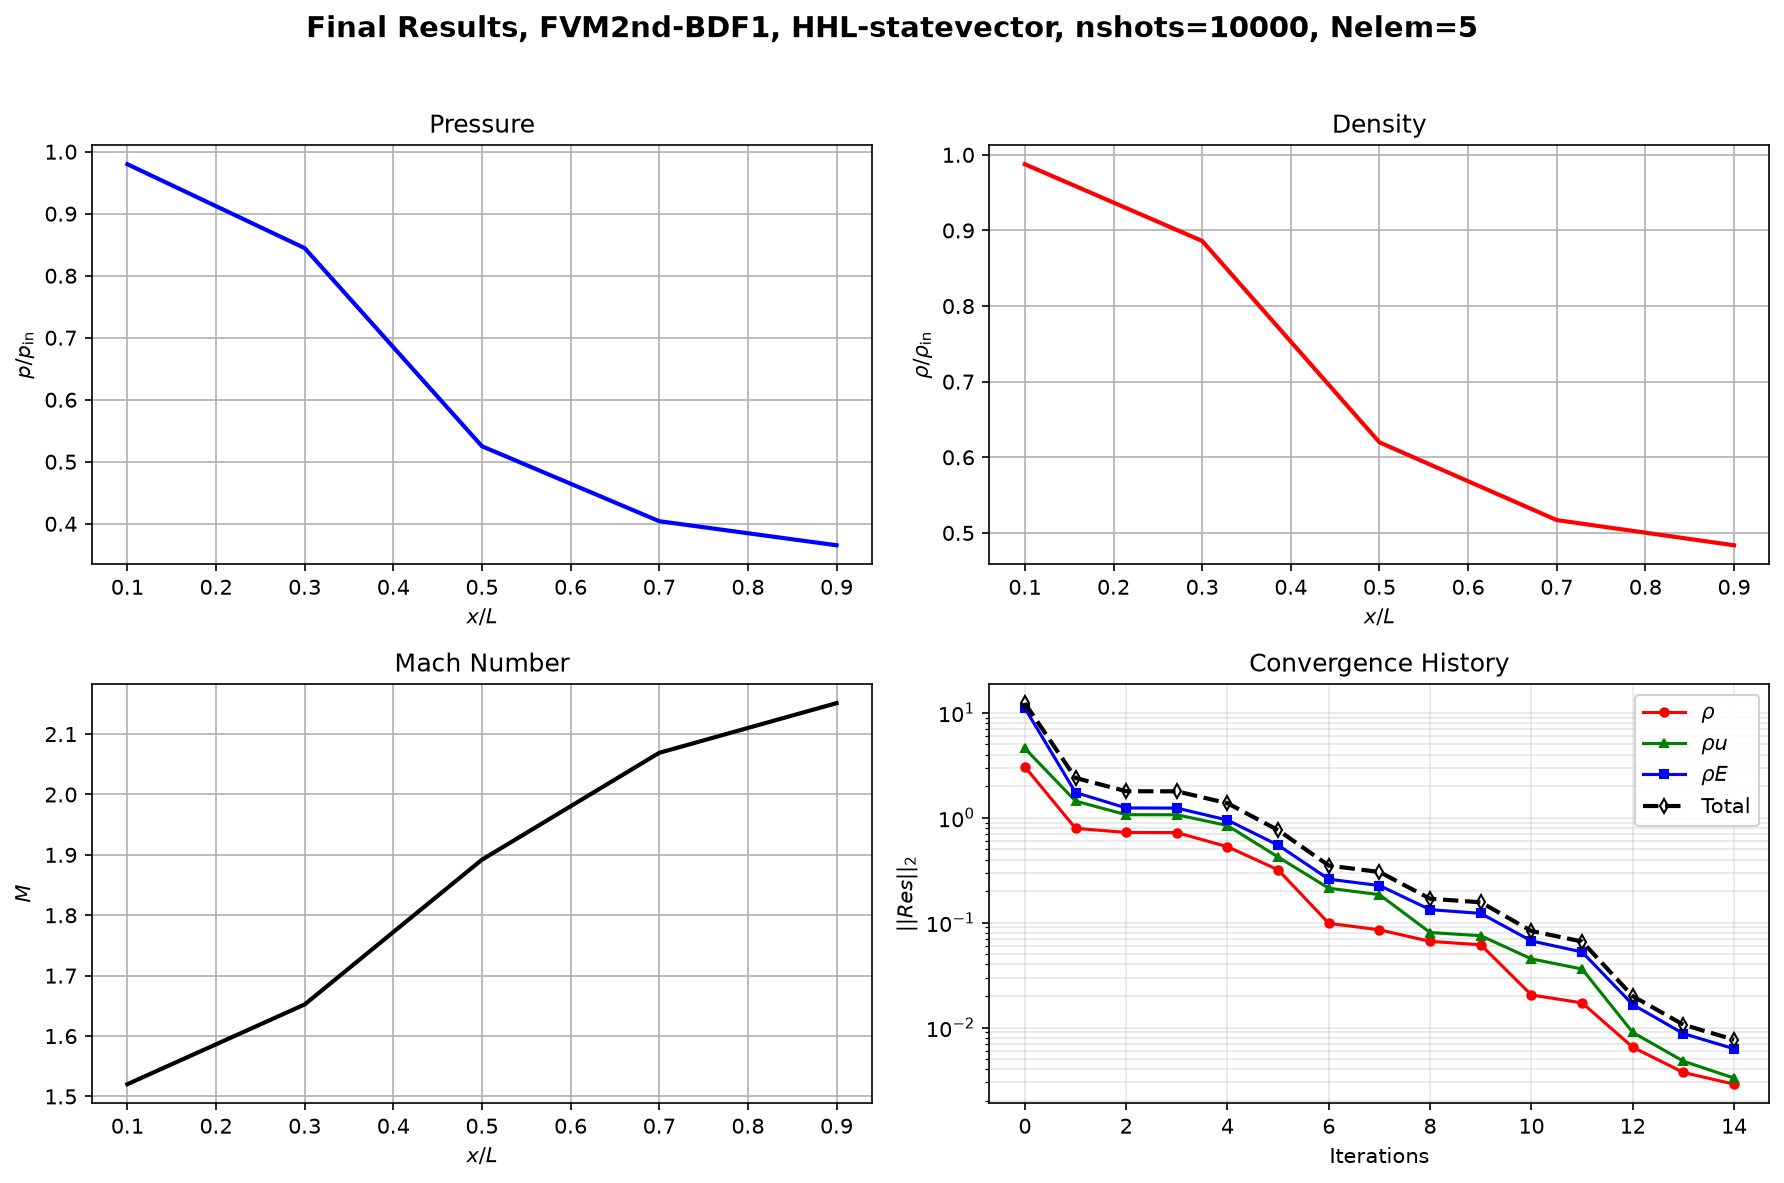 Final Results, FVM2nd-BDF1, HHL-statevector, nshots=10000, Nelem=5
Pressure
1.0
0.9
0.8
0.7
0.6
0.5
0.4
p/p_in
0.1 0.2 0.3 0.4 0.5 0.6 0.7 0.8 0.9
x/L
Density
1.0
0.9
0.8
0.7
0.6
0.5
ρ/ρ_in
0.1 0.2 0.3 0.4 0.5 0.6 0.7 0.8 0.9
x/L
Mach Number
2.1
2.0
1.9
1.8
1.7
1.6
1.5
M
0.1 0.2 0.3 0.4 0.5 0.6 0.7 0.8 0.9
x/L
Convergence History
10^1
10^0
10^−1
10^−2
||Res||_2
ρ
ρu
ρE
Total
0 2 4 6 8 10 12 14
Iterations